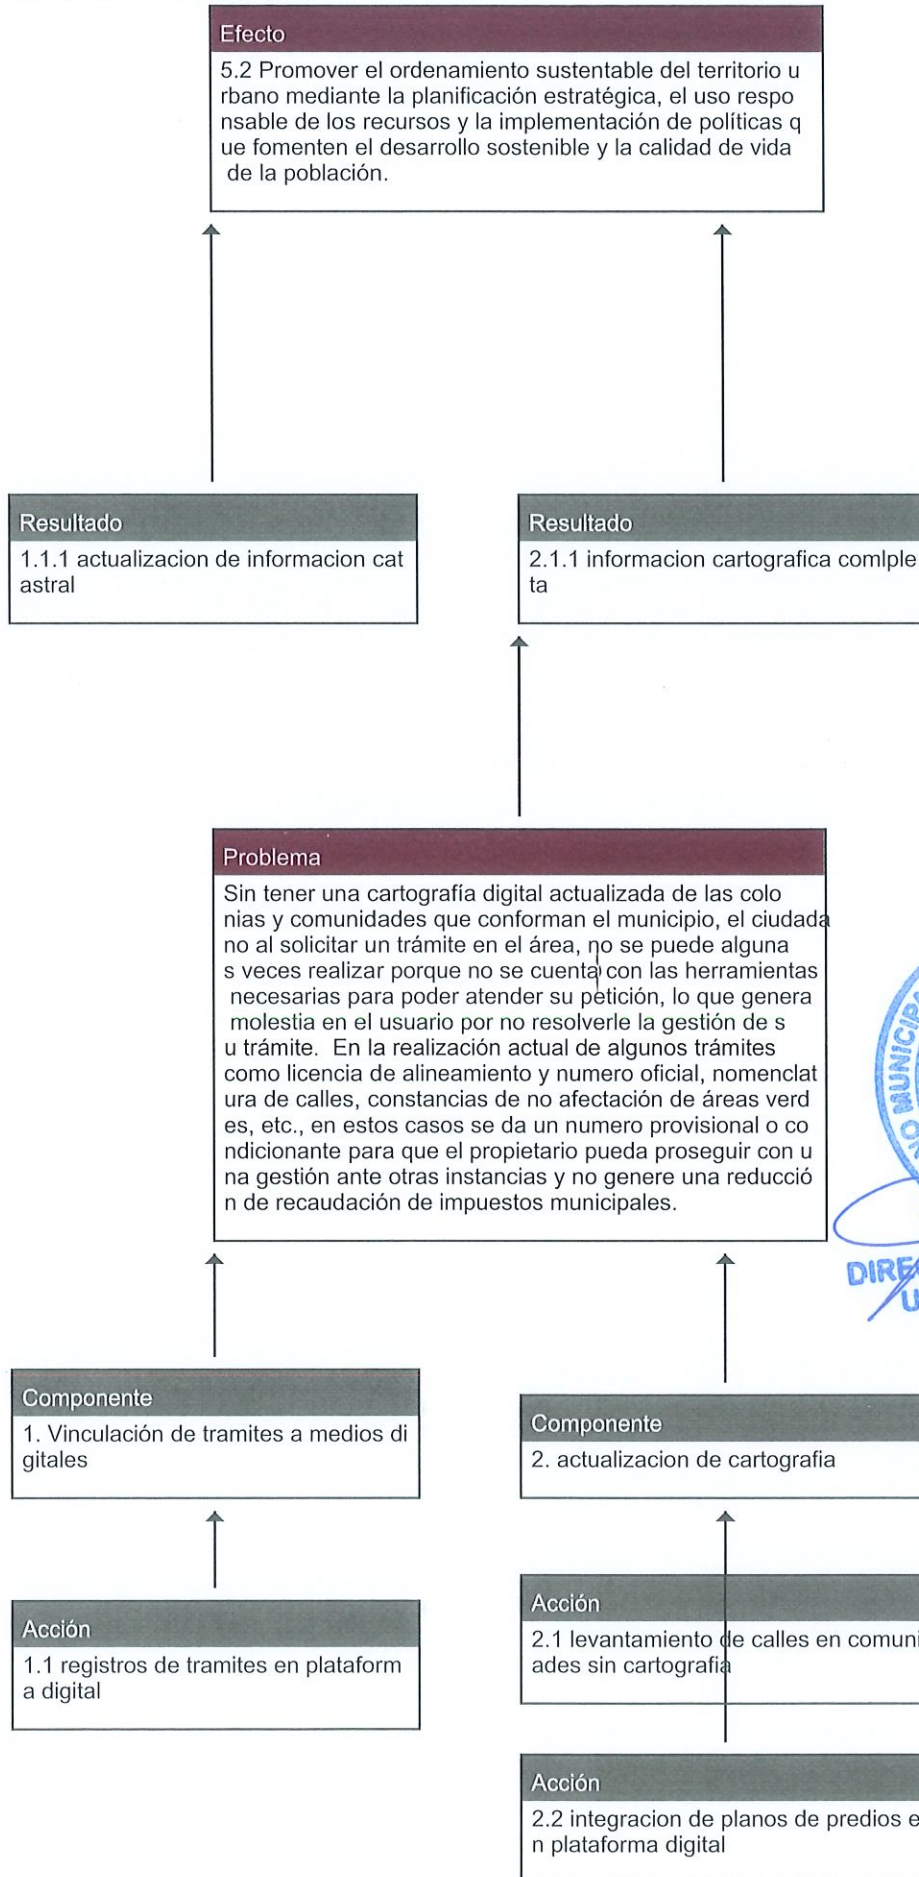 Efecto
5.2 Promover el ordenamiento sustentable del territorio u
rbano mediante la planificación estratégica, el uso respo
nsable de los recursos y la implementación de políticas q
ue fomenten el desarrollo sostenible y la calidad de vida
de la población.
Resultado
1.1.1 actualizacion de informacion cat
astral
Resultado
2.1.1 informacion cartografica comlple
ta
Problema
Sin tener una cartografía digital actualizada de las colo
nias y comunidades que conforman el municipio, el ciudada
no al solicitar un trámite en el área, no se puede alguna
s veces realizar porque no se cuenta con las herramientas
necesarias para poder atender su petición, lo que genera
molestia en el usuario por no resolverle la gestión de s
u trámite. En la realización actual de algunos trámites
como licencia de alineamiento y numero oficial, nomenclat
ura de calles, constancias de no afectación de áreas verd
es, etc., en estos casos se da un numero provisional o co
ndicionante para que el propietario pueda proseguir con u
na gestión ante otras instancias y no genere una reducció
n de recaudación de impuestos municipales.
Componente
1. Vinculación de tramites a medios di
gitales
Componente
2. actualizacion de cartografia
Acción
1.1 registros de tramites en plataform
a digital
Acción
2.1 levantamiento de calles en comuni
ades sin cartografia
Acción
2.2 integracion de planos de predios e
n plataforma digital